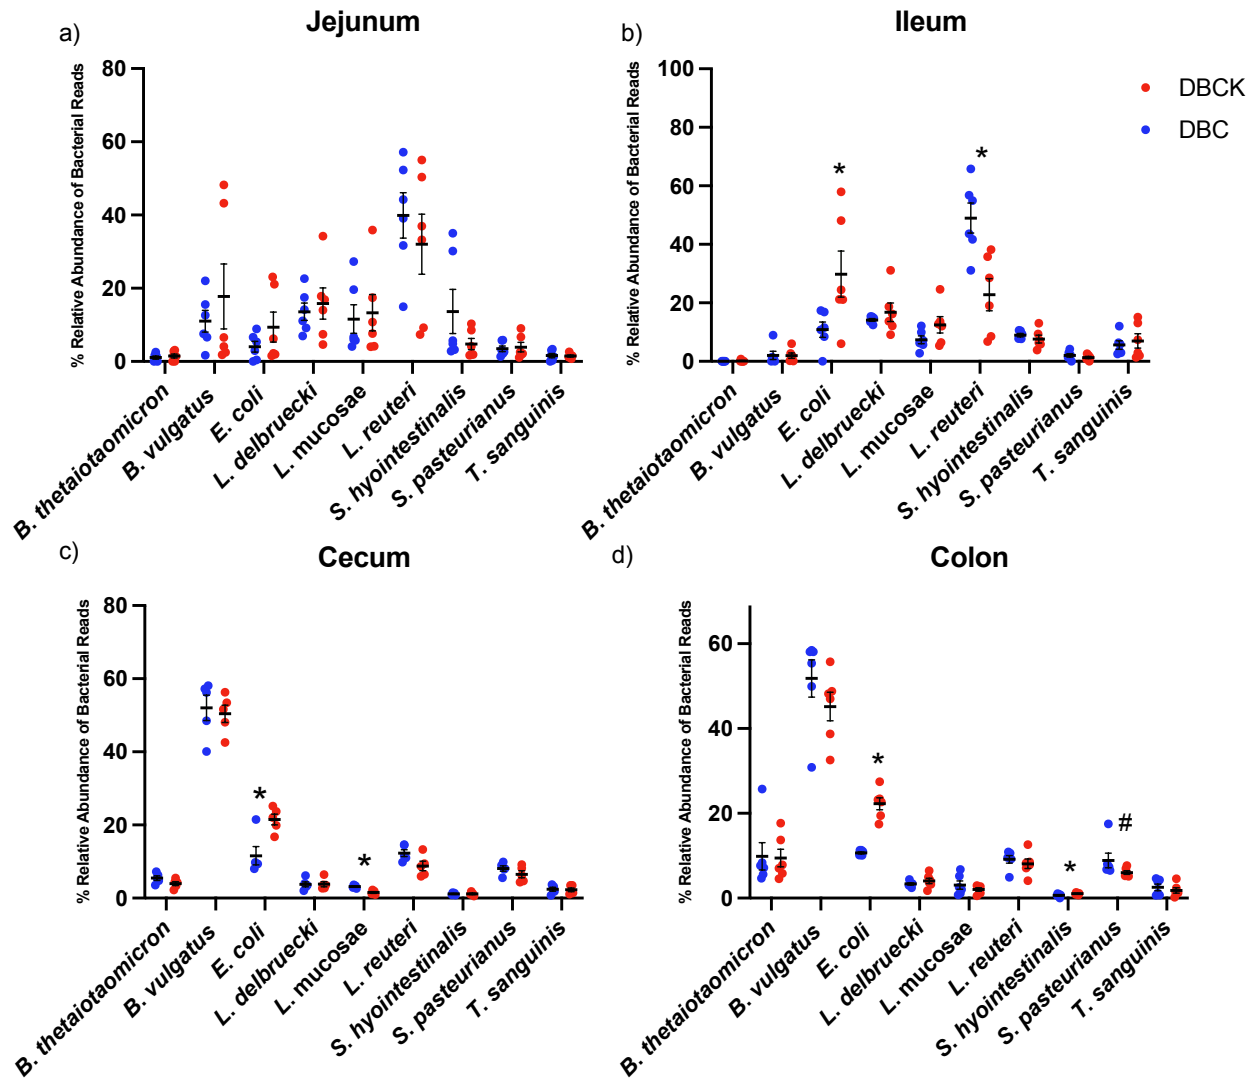 a)
Jejunum
% Relative Abundance of Bacterial Reads
80
60
40
20
0
B. thetaiotaomicron
B. vulgatus
E. coli
L. delbruecki
L. mucosae
L. reuteri
S. hyointestinalis
S. pasteurianus
T. sanguinis
b)
Ileum
% Relative Abundance of Bacterial Reads
100
80
60
40
20
0
*
*
B. thetaiotaomicron
B. vulgatus
E. coli
L. delbruecki
L. mucosae
L. reuteri
S. hyointestinalis
S. pasteurianus
T. sanguinis
DBCK
DBC
c)
Cecum
% Relative Abundance of Bacterial Reads
80
60
40
20
0
*
*
B. thetaiotaomicron
B. vulgatus
E. coli
L. delbruecki
L. mucosae
L. reuteri
S. hyointestinalis
S. pasteurianus
T. sanguinis
d)
Colon
% Relative Abundance of Bacterial Reads
60
40
20
0
*
*
#
B. thetaiotaomicron
B. vulgatus
E. coli
L. delbruecki
L. mucosae
L. reuteri
S. hyointestinalis
S. pasteurianus
T. sanguinis